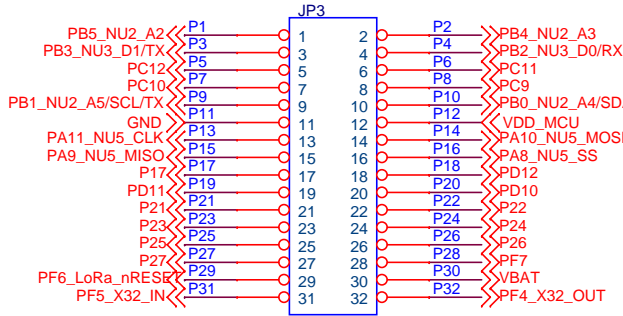 JP3
PB5_NU2_A2 P1 1 2 P2 PB4_NU2_A3
PB3_NU3_D1/TX P3 3 4 P4 PB2_NU3_D0/RX
PC12 P5 5 6 P6 PC11
PC10 P7 7 8 P8 PC9
PB1_NU2_A5/SCL/TX P9 9 10 P10 PB0_NU2_A4/SD
GND P11 11 12 P12 VDD_MCU
PA11_NU5_CLK P13 13 14 P14 PA10_NU5_MOS
PA9_NU5_MISO P15 15 16 P16 PA8_NU5_SS
P17 P17 17 18 P18 PD12
PD11 P19 19 20 P20 PD10
P21 P21 21 22 P22 P22
P23 P23 23 24 P24 P24
P25 P25 25 26 P26 P26
P27 P27 27 28 P28 PF7
PF6_LoRa_nRESET P29 29 30 P30 VBAT
PF5_X32_IN P31 31 32 P32 PF4_X32_OUT